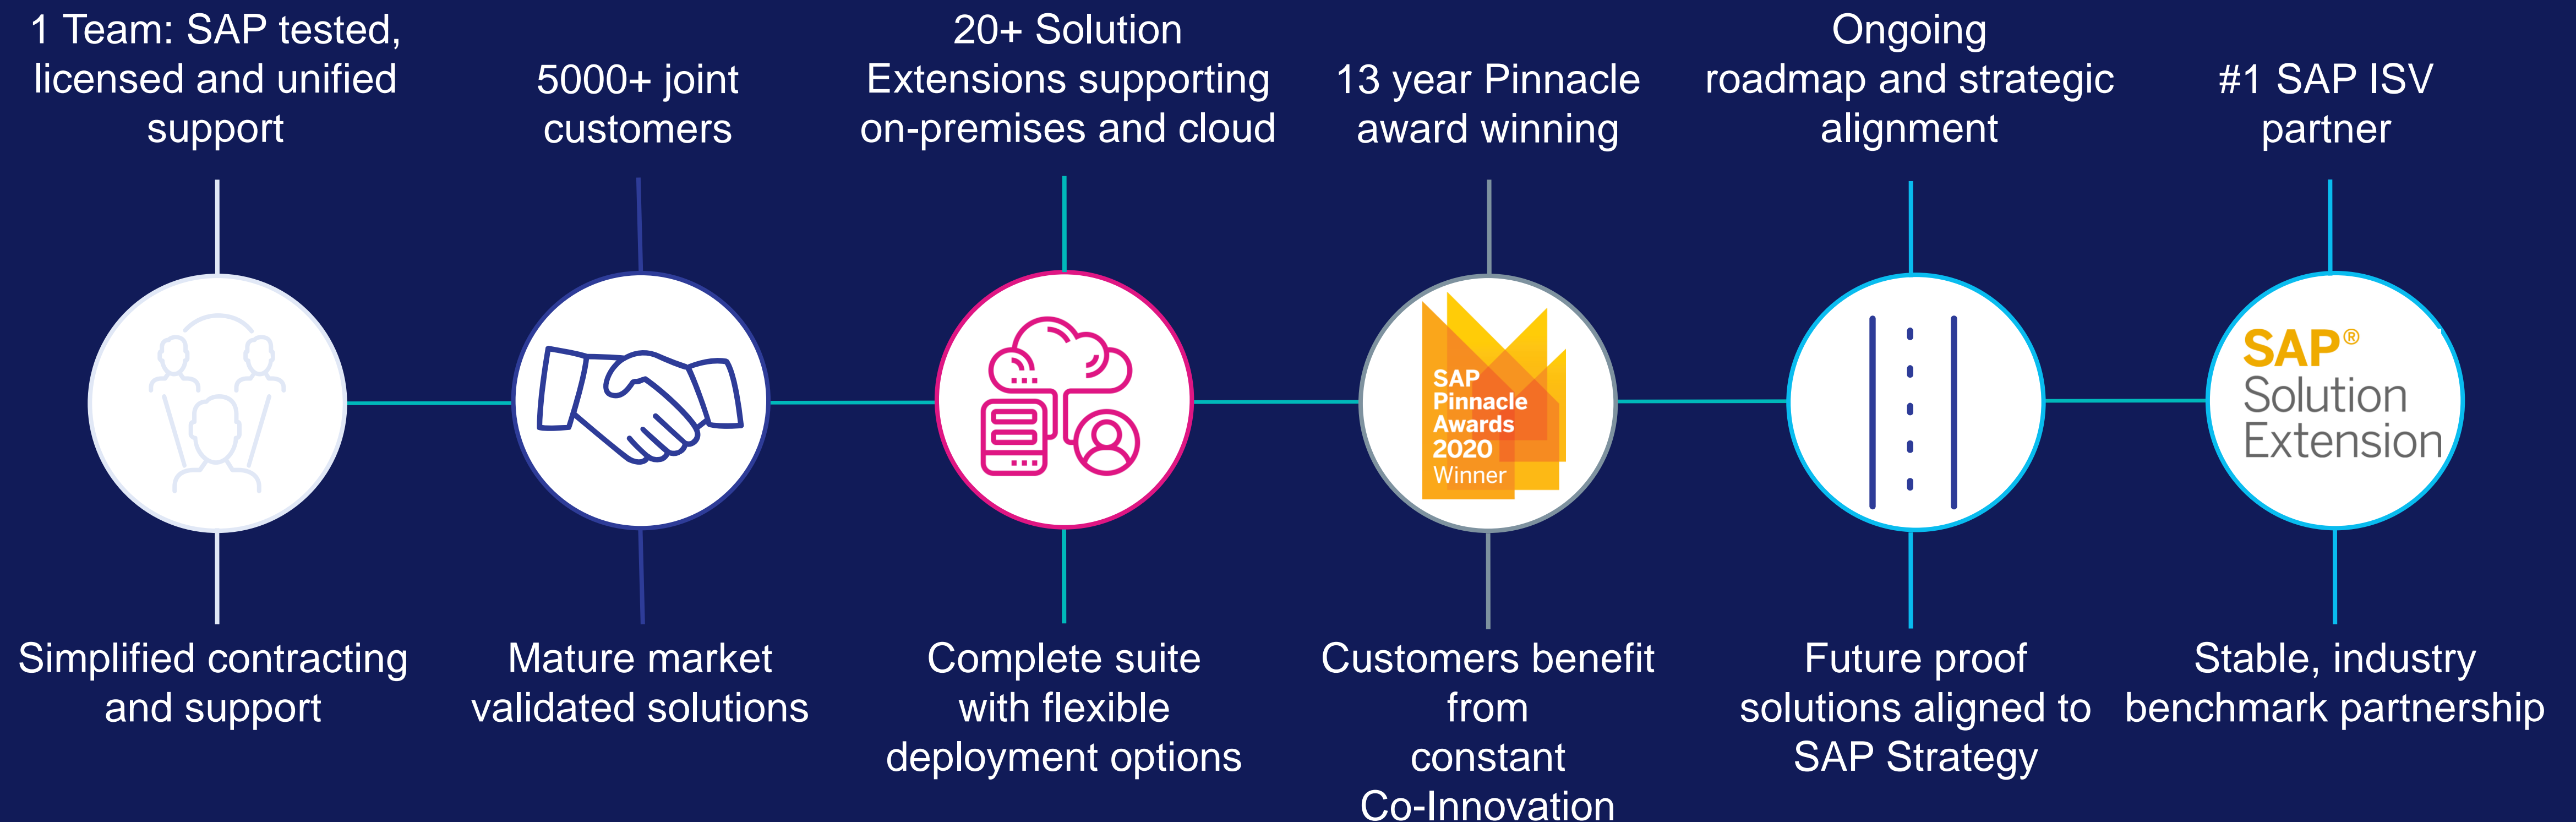 1 Team: SAP tested,
licensed and unified
support
5000+ joint
customers
20+ Solution
Extensions supporting
on-premises and cloud
13 year Pinnacle
award winning
Ongoing
roadmap and strategic
alignment
#1 SAP ISV
partner
SAP
Pinnacle
Awards
2020
Winner
SAP®
Solution
Extension
Simplified contracting
and support
Mature market
validated solutions
Complete suite
with flexible
deployment options
Customers benefit
from
constant
Co-Innovation
Future proof
solutions aligned to
SAP Strategy
Stable, industry
benchmark partnership